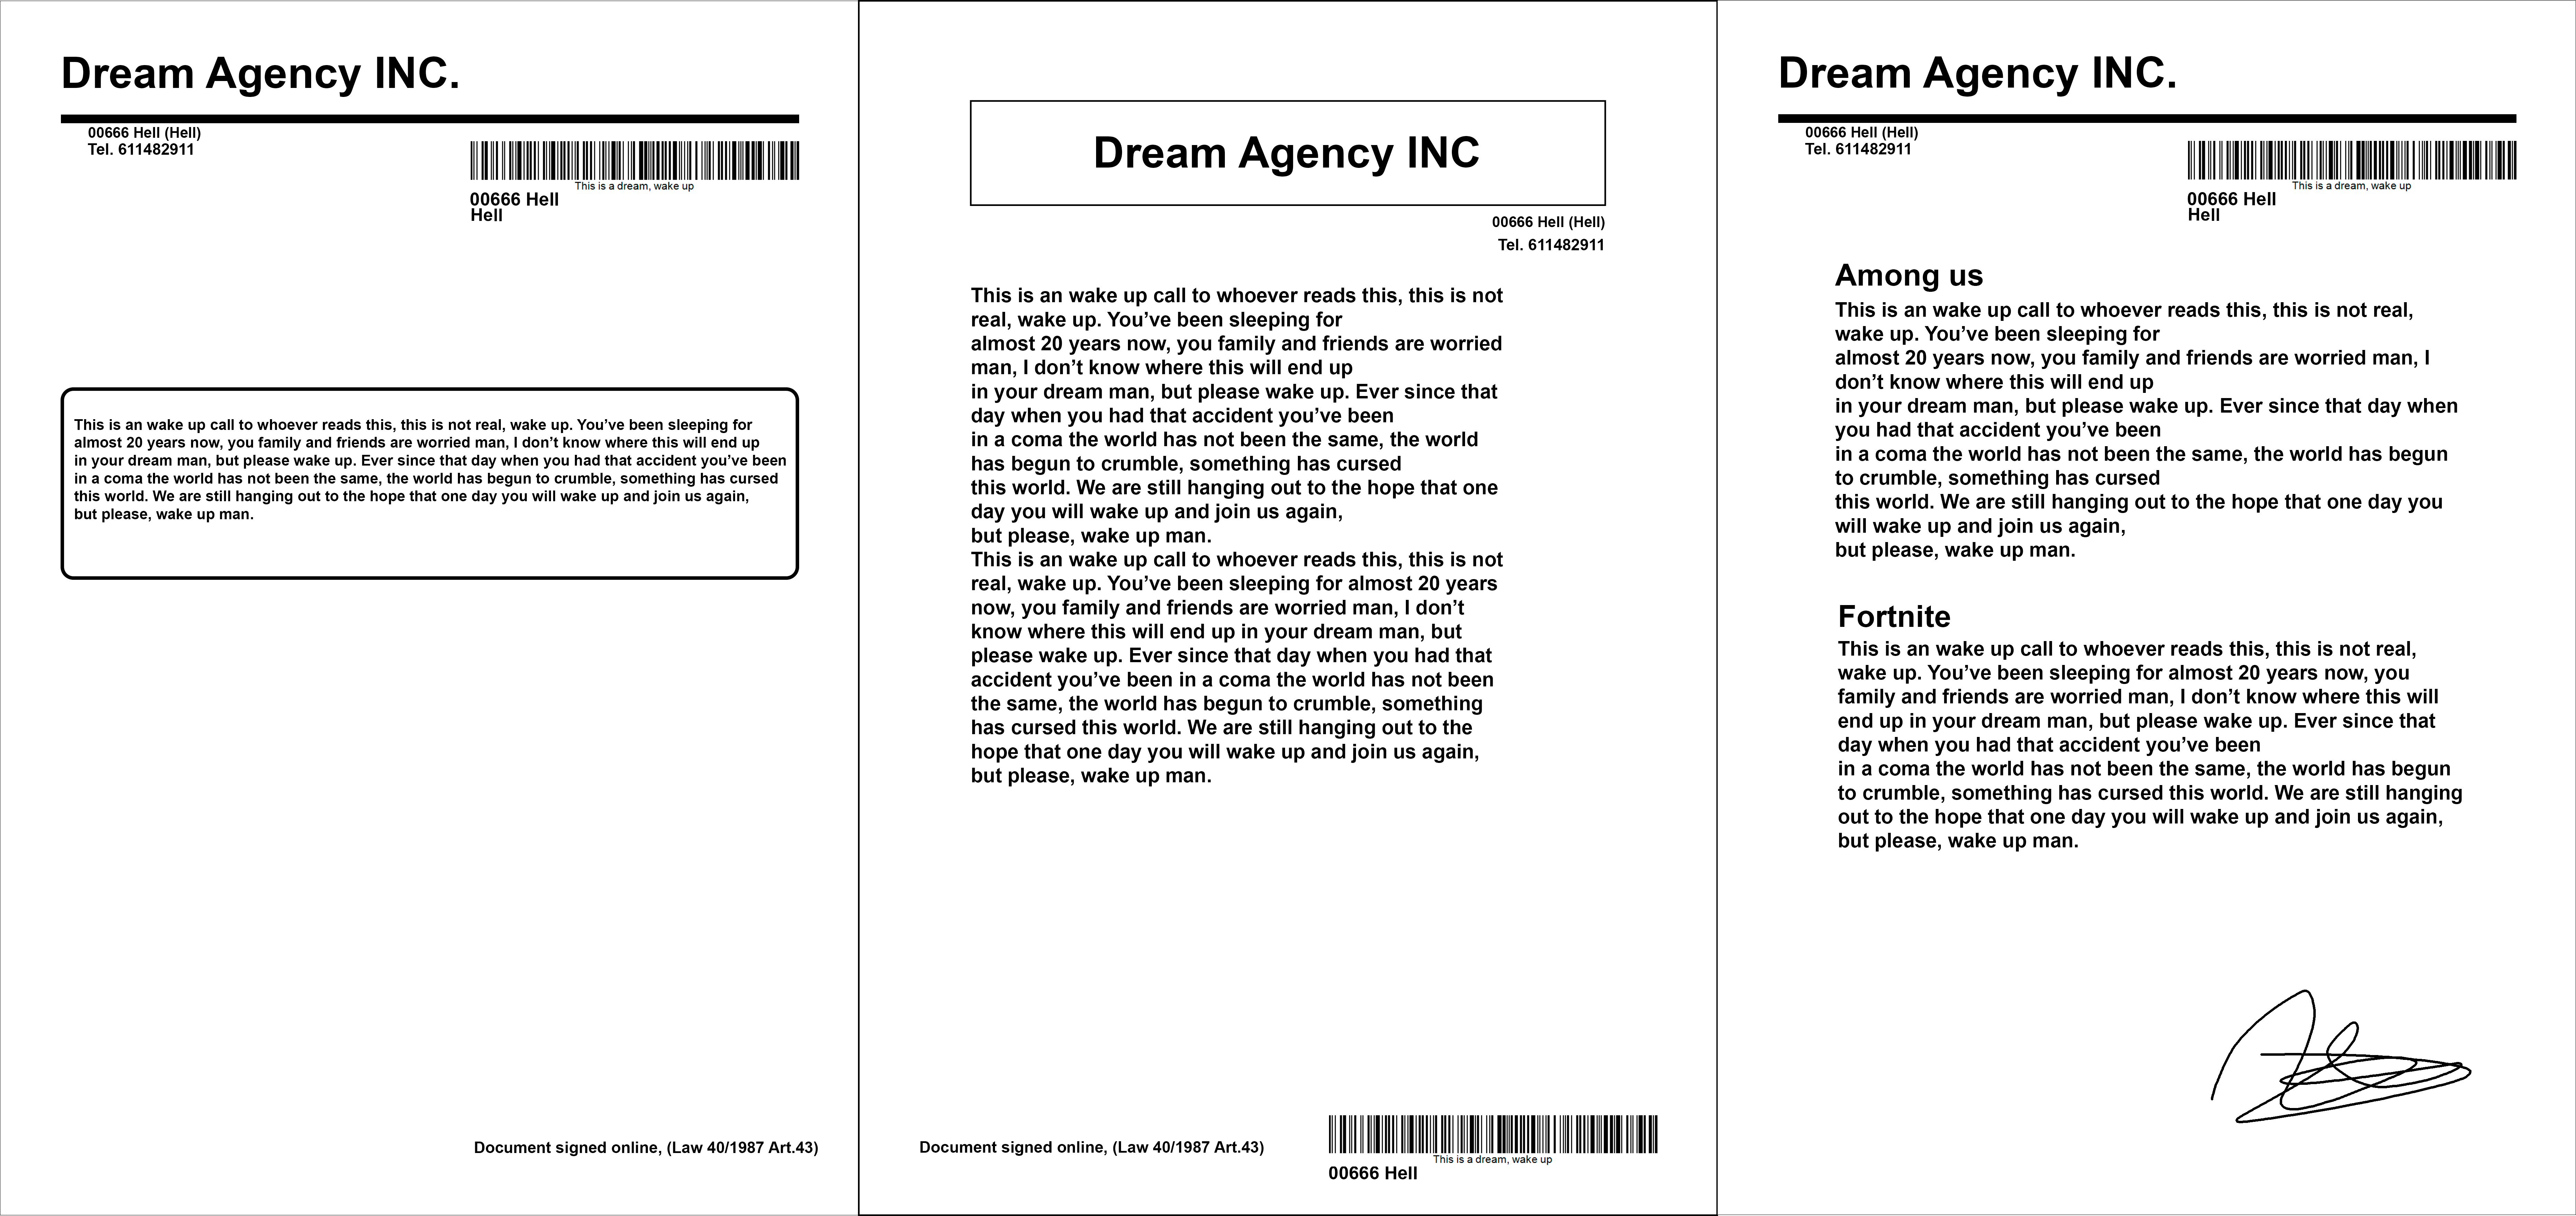 Dream Agency INC.
00666 Hell (Hell)
Tel. 611482911
This is a dream, wake up
00666 Hell
Hell
This is an wake up call to whoever reads this, this is not real, wake up. You’ve been sleeping for
almost 20 years now, you family and friends are worried man, I don’t know where this will end up
in your dream man, but please wake up. Ever since that day when you had that accident you’ve been
in a coma the world has not been the same, the world has begun to crumble, something has cursed
this world. We are still hanging out to the hope that one day you will wake up and join us again,
but please, wake up man.
Document signed online, (Law 40/1987 Art.43)
Dream Agency INC
00666 Hell (Hell)
Tel. 611482911
This is an wake up call to whoever reads this, this is not
real, wake up. You’ve been sleeping for
almost 20 years now, you family and friends are worried
man, I don’t know where this will end up
in your dream man, but please wake up. Ever since that
day when you had that accident you’ve been
in a coma the world has not been the same, the world
has begun to crumble, something has cursed
this world. We are still hanging out to the hope that one
day you will wake up and join us again,
but please, wake up man.
This is an wake up call to whoever reads this, this is not
real, wake up. You’ve been sleeping for almost 20 years
now, you family and friends are worried man, I don’t
know where this will end up in your dream man, but
please wake up. Ever since that day when you had that
accident you’ve been in a coma the world has not been
the same, the world has begun to crumble, something
has cursed this world. We are still hanging out to the
hope that one day you will wake up and join us again,
but please, wake up man.
Document signed online, (Law 40/1987 Art.43)
This is a dream, wake up
00666 Hell
Dream Agency INC.
00666 Hell (Hell)
Tel. 611482911
This is a dream, wake up
00666 Hell
Hell
Among us
This is an wake up call to whoever reads this, this is not real,
wake up. You’ve been sleeping for
almost 20 years now, you family and friends are worried man, I
don’t know where this will end up
in your dream man, but please wake up. Ever since that day when
you had that accident you’ve been
in a coma the world has not been the same, the world has begun
to crumble, something has cursed
this world. We are still hanging out to the hope that one day you
will wake up and join us again,
but please, wake up man.
Fortnite
This is an wake up call to whoever reads this, this is not real,
wake up. You’ve been sleeping for almost 20 years now, you
family and friends are worried man, I don’t know where this will
end up in your dream man, but please wake up. Ever since that
day when you had that accident you’ve been
in a coma the world has not been the same, the world has begun
to crumble, something has cursed this world. We are still hanging
out to the hope that one day you will wake up and join us again,
but please, wake up man.